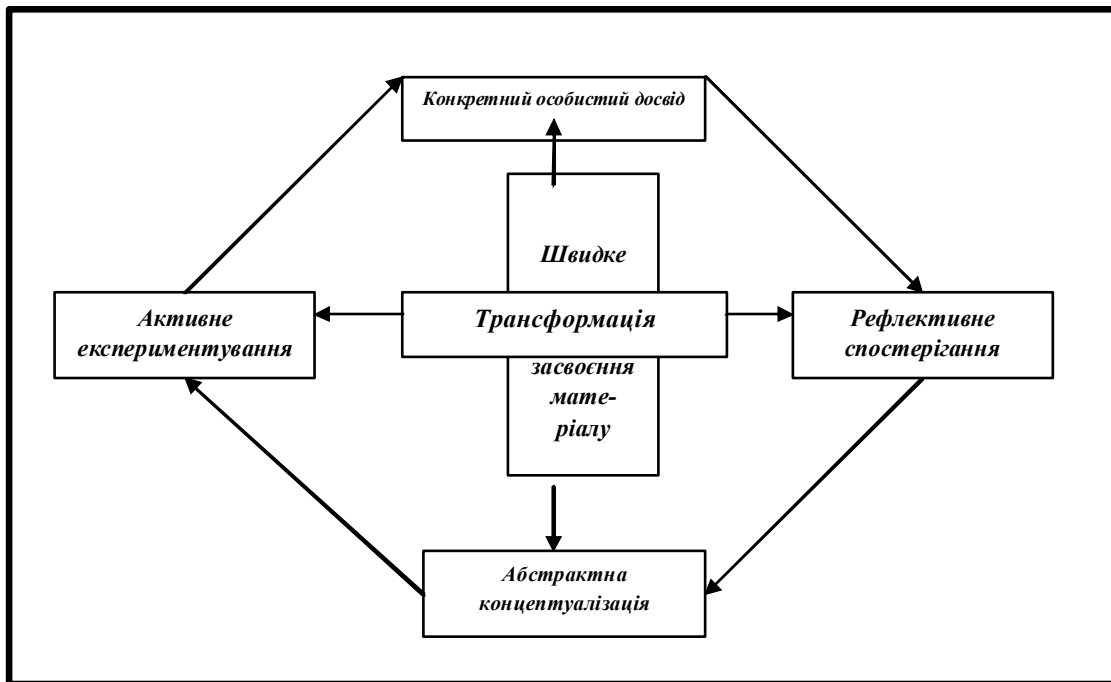 Конкретний особистий досвід
Швидке
Активне
експериментування
Трансформація
Рефлективне
спостерігання
засвоєння
мате-
ріалу
Абстрактна
концептуалізація